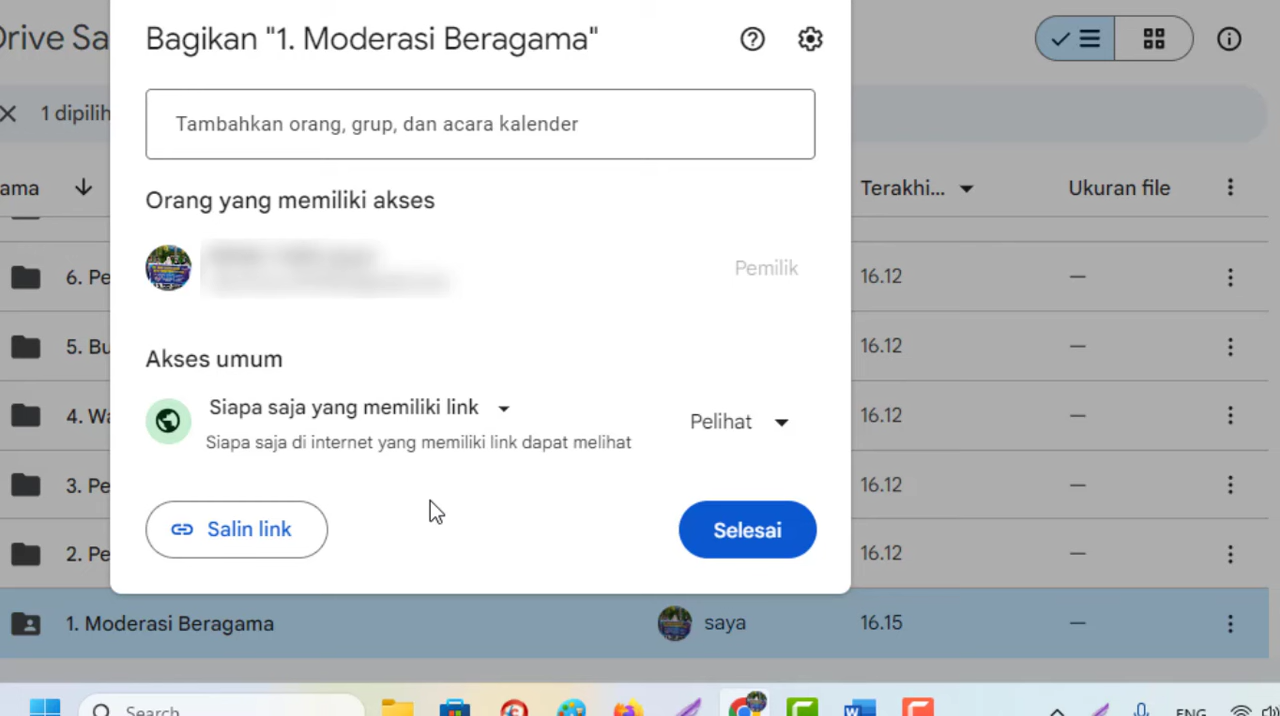 Drive Sa
Bagikan "1. Moderasi Beragama"
1 dipilih
Tambahkan orang, grup, dan acara kalender
ama
Terakhi...
Ukuran file
Orang yang memiliki akses
Pemilik
6. Pe
16.12
—
5. Bu
16.12
—
Akses umum
Siapa saja yang memiliki link
Siapa saja di internet yang memiliki link dapat melihat
Pelihat
4. Wa
16.12
—
3. Pe
16.12
—
Salin link
Selesai
2. Pe
16.12
—
1. Moderasi Beragama
saya
16.15
—
Search
ENG